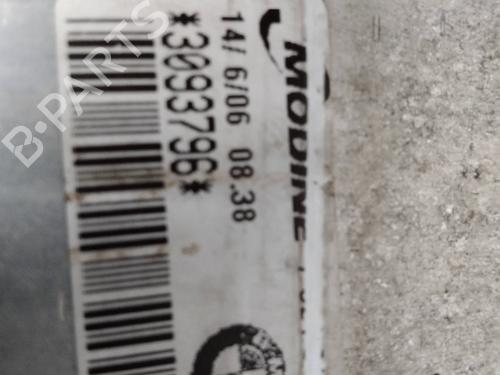 MODINE
14/ 6/06 08.38
*3093796*
B-PARTS